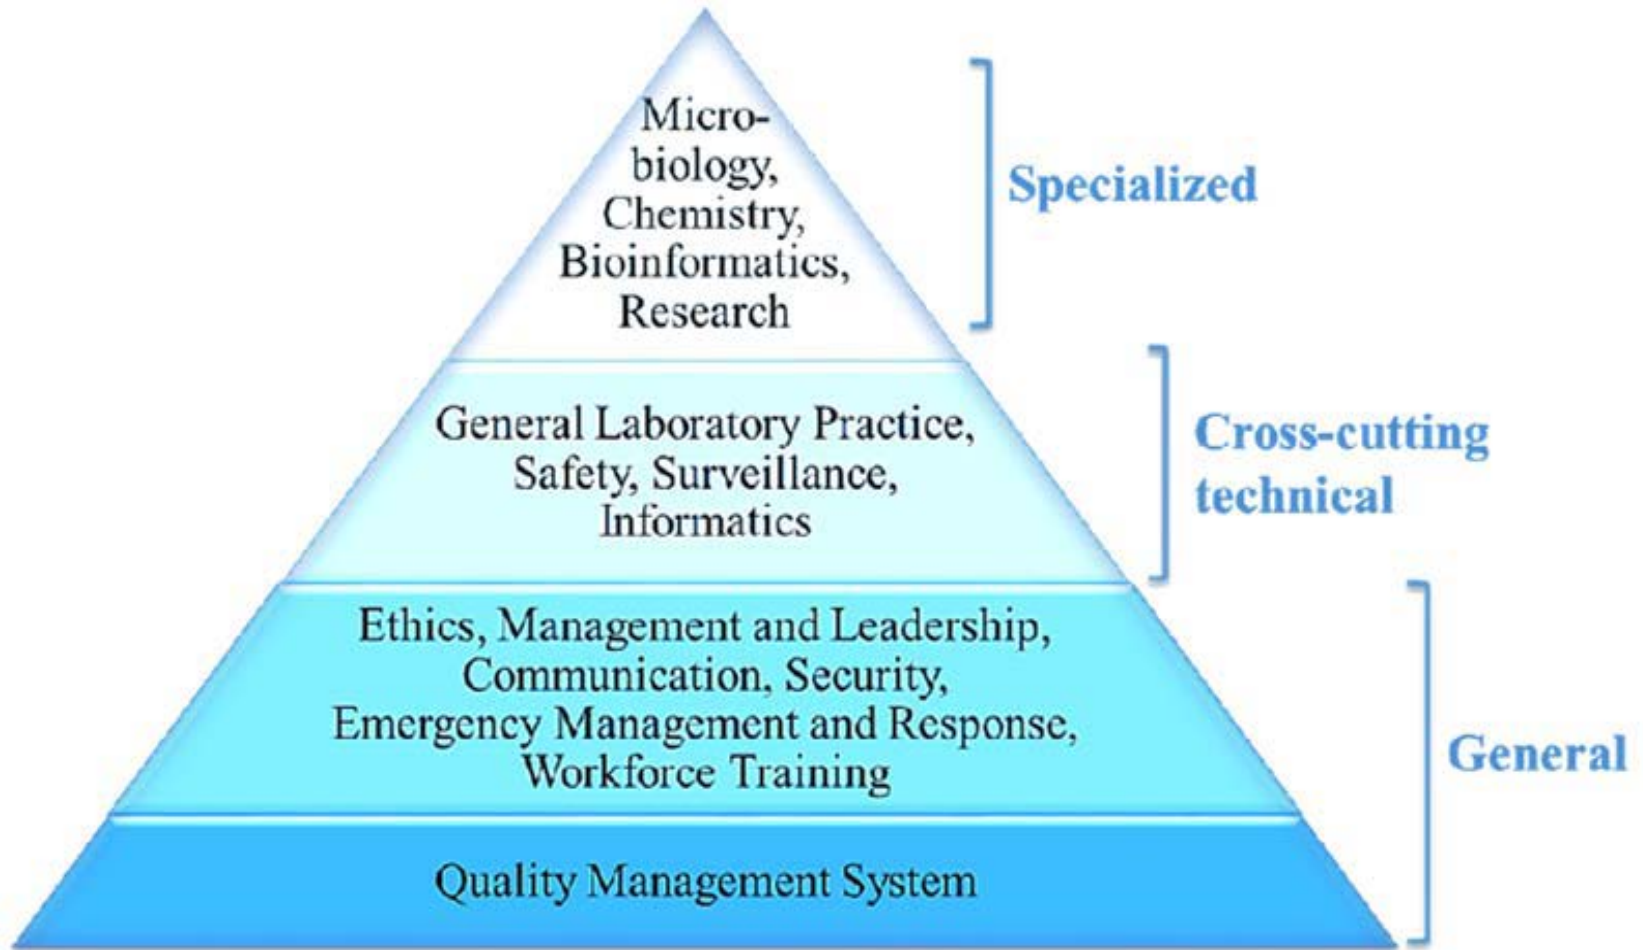 Micro-
biology,
Chemistry,
Bioinformatics,
Research
Specialized
General Laboratory Practice,
Safety, Surveillance,
Informatics
Cross-cutting
technical
Ethics, Management and Leadership,
Communication, Security,
Emergency Management and Response,
Workforce Training
General
Quality Management System